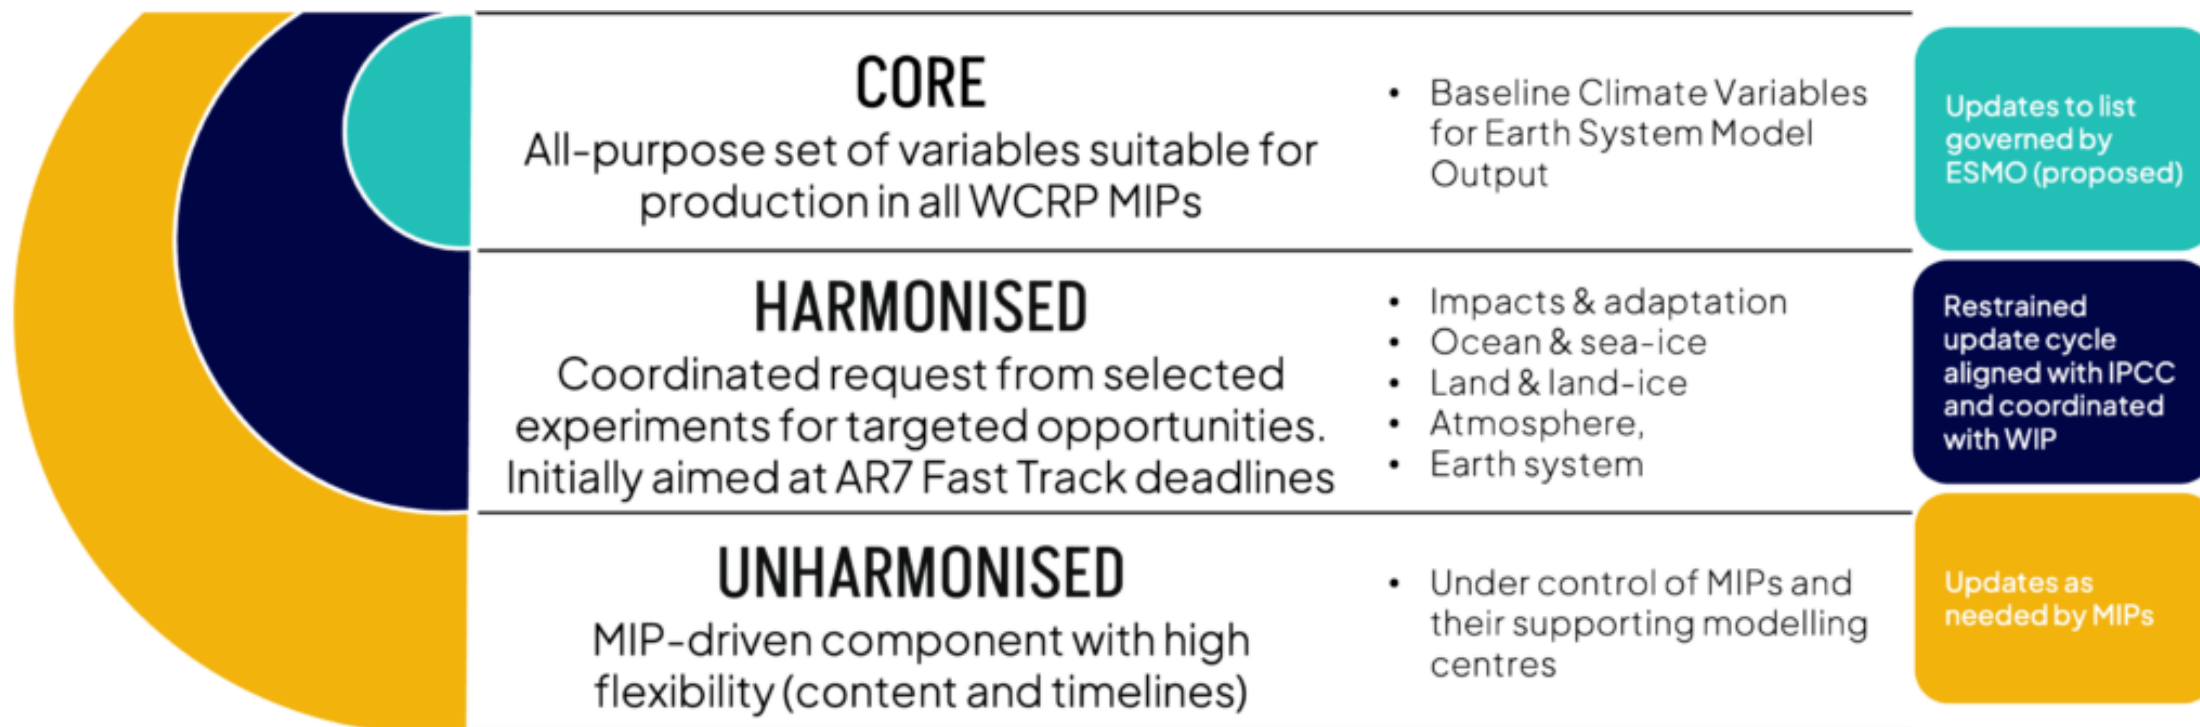 CORE
All-purpose set of variables suitable for
production in all WCRP MIPs
• Baseline Climate Variables
for Earth System Model
Output
Updates to list
governed by
ESMO (proposed)
HARMONISED
Coordinated request from selected
experiments for targeted opportunities.
Initially aimed at AR7 Fast Track deadlines
• Impacts & adaptation
• Ocean & sea-ice
• Land & land-ice
• Atmosphere,
• Earth system
Restrained
update cycle
aligned with IPCC
and coordinated
with WIP
UNHARMONISED
MIP-driven component with high
flexibility (content and timelines)
• Under control of MIPs and
their supporting modelling
centres
Updates as
needed by MIPs